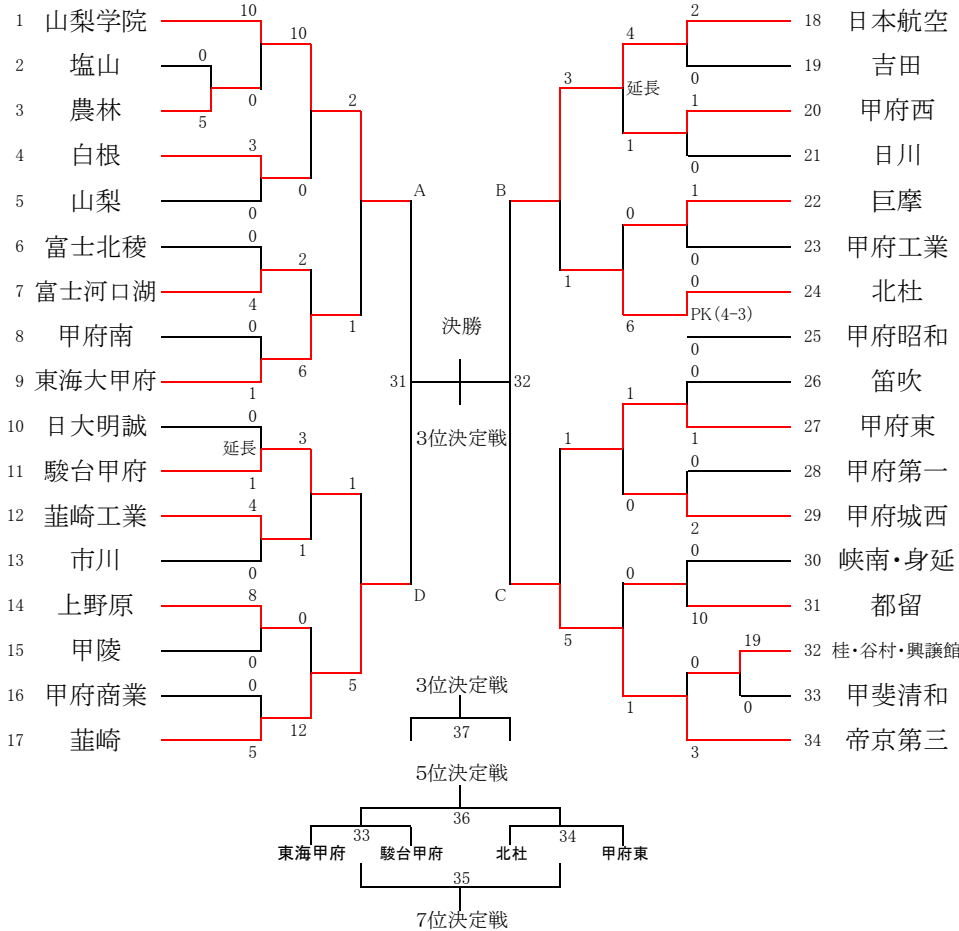 1 山梨学院 10
2 塩山 0
3 農林 5
0
10
4 白根 3
5 山梨 0
0
2
6 富士北稜 0
7 富士河口湖 4
2
8 甲府南 0
9 東海大甲府 1
6
1
A
10 日大明誠 0
延長
11 駿台甲府 1
3
12 韮崎工業 4
13 市川 0
1
1
14 上野原 8
15 甲陵 0
0
16 甲府商業 0
17 韮崎 5
12
5
D
31
決勝
3位決定戦
32
2 18 日本航空
0 19 吉田
4
延長
1 20 甲府西
0 21 日川
1
3
B
1 22 巨摩
0 23 甲府工業
0
0 24 北杜
PK(4-3)
0 25 甲府昭和
6
1
0 26 笛吹
1 27 甲府東
1
0 28 甲府第一
2 29 甲府城西
0
1
0 30 峡南・身延
10 31 都留
0
19 32 桂・谷村・興譲館
0 33 甲斐清和
0
3 34 帝京第三
1
5
C
3位決定戦
37
5位決定戦
36
33 34
東海甲府 駿台甲府 北杜 甲府東
35
7位決定戦